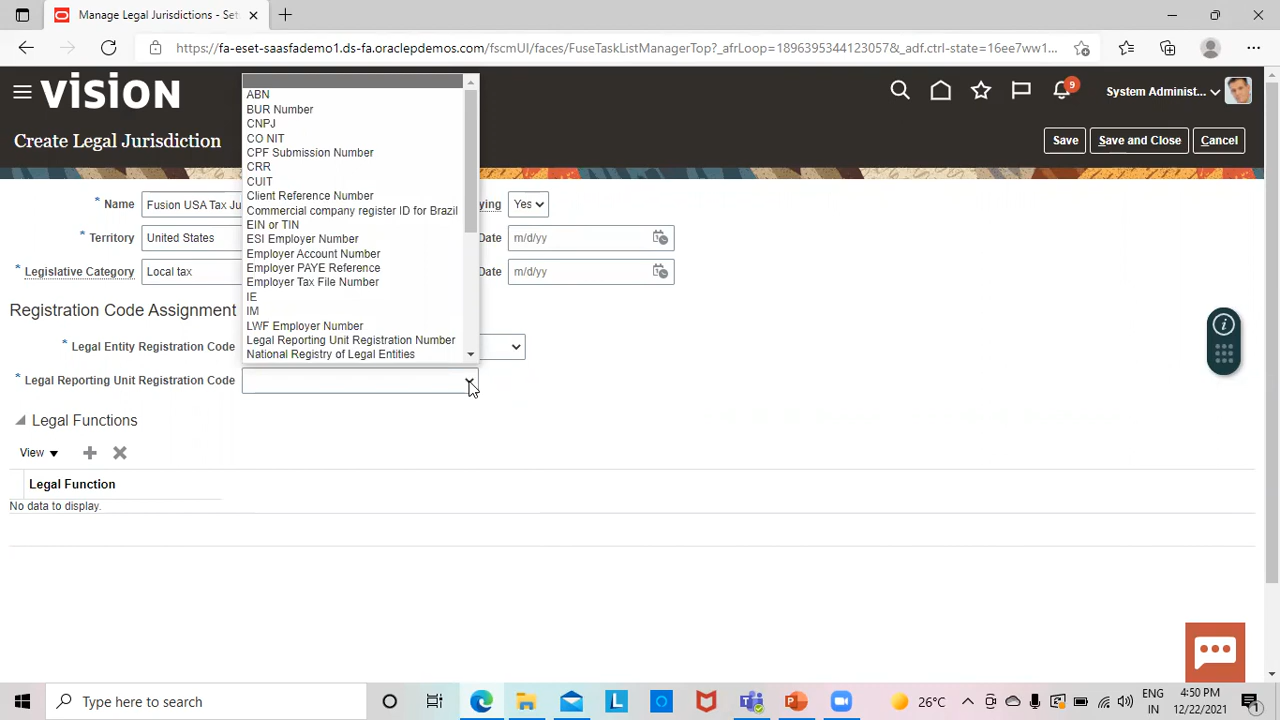 Manage Legal Jurisdictions - Set
https://fa-eset-saasfademo1.ds-fa.oraclepdemos.com/fscmUI/faces/FuseTaskListManagerTop?_afrLoop=18963953441230578&_adf.ctrl-state=16ee7ww1...
VISION
9
System Administ...
Create Legal Jurisdiction
Save
Save and Close
Cancel
* Name
Fusion USA Tax Ju
ying
Yes
* Territory
United States
Date
m/d/yy
* Legislative Category
Local tax
Date
m/d/yy
ABN
BUR Number
CNPJ
CO NIT
CPF Submission Number
CRR
CUIT
Client Reference Number
Commercial company register ID for Brazil
EIN or TIN
ESI Employer Number
Employer Account Number
Employer PAYE Reference
Employer Tax File Number
IE
IM
LWF Employer Number
Legal Reporting Unit Registration Number
National Registry of Legal Entities
Registration Code Assignment
* Legal Entity Registration Code
* Legal Reporting Unit Registration Code
Legal Functions
View
Legal Function
No data to display.
Type here to search
26°C
ENG
IN
4:50 PM
12/22/2021
1